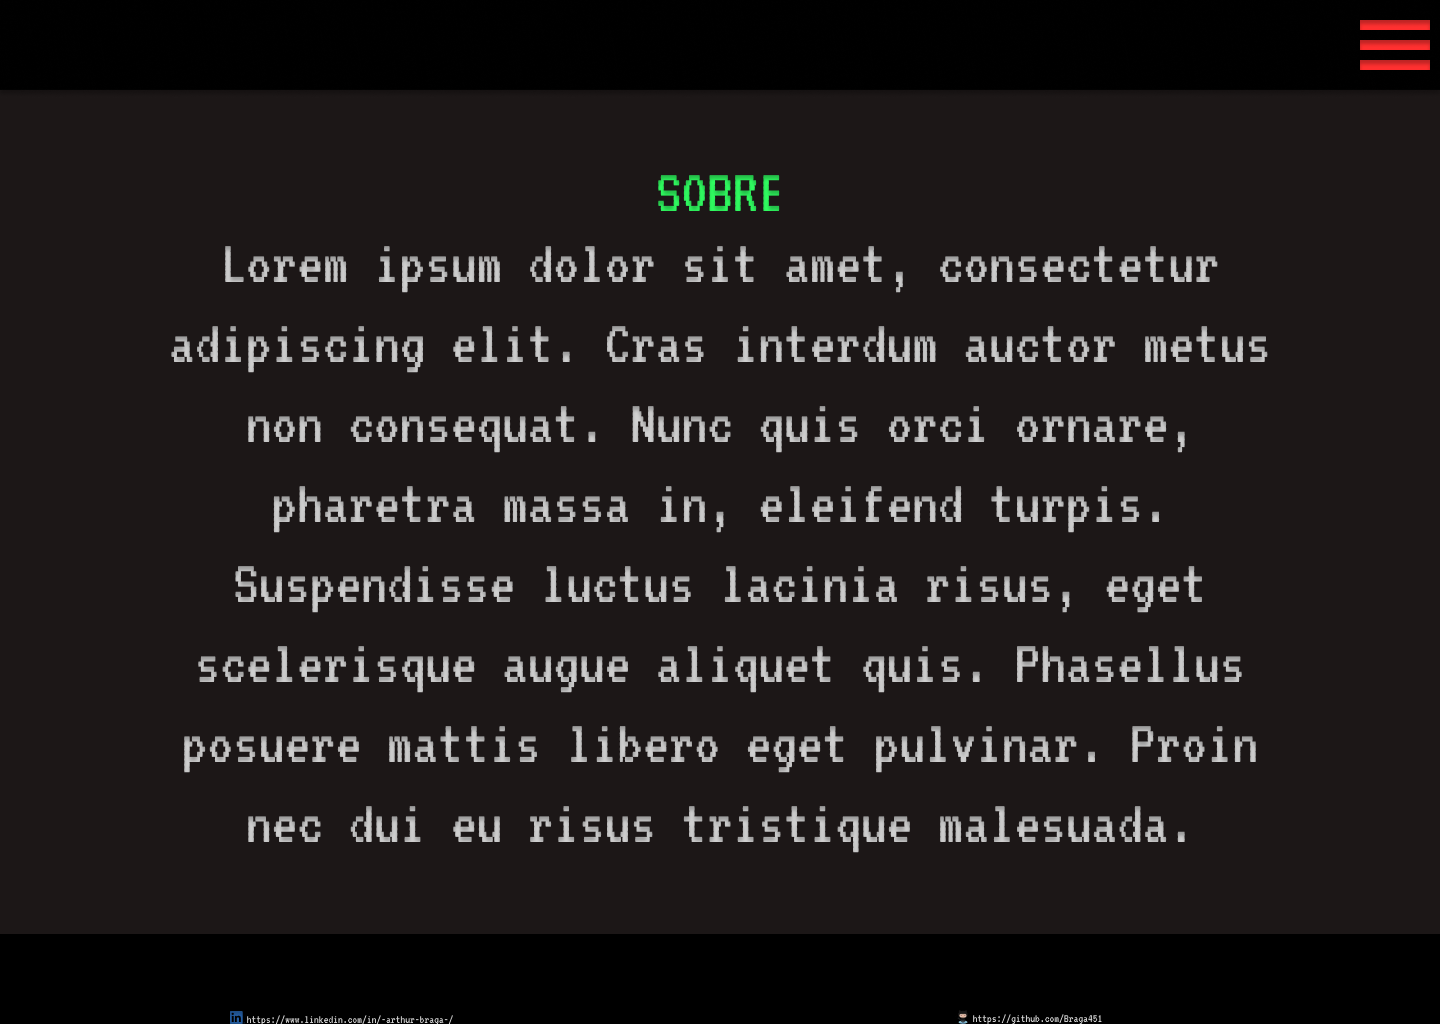 SOBRE
Lorem ipsum dolor sit amet, consectetur
adipiscing elit. Cras interdum auctor metus
non consequat. Nunc quis orci ornare,
pharetra massa in, eleifend turpis.
Suspendisse luctus lacinia risus, eget
scelerisque augue aliquet quis. Phasellus
posuere mattis libero eget pulvinar. Proin
nec dui eu risus tristique malesuada.
https://www.linkedin.com/in/-arthur-braga-/
https://github.com/Braga451